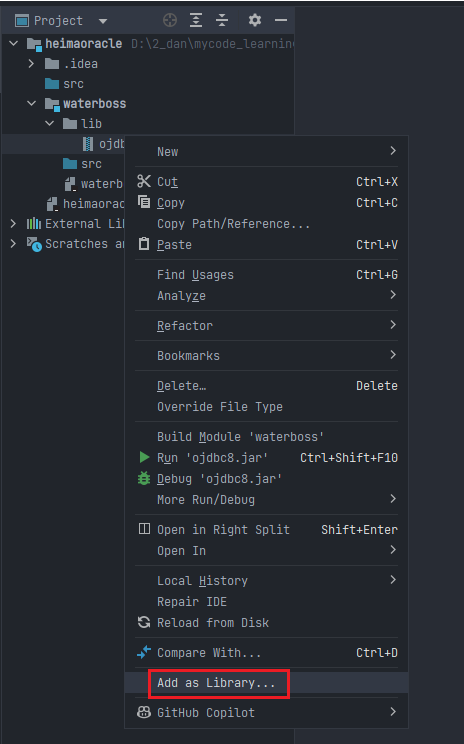 Project
heimaoracle D:\2_dan\mycode_learning
.idea
src
waterboss
lib
ojdb
src
waterb
heimaorac
External Lib
Scratches an
New
Cut Ctrl+X
Copy Ctrl+C
Copy Path/Reference...
Paste Ctrl+V
Find Usages Ctrl+G
Analyze
Refactor
Bookmarks
Delete… Delete
Override File Type
Build Module 'waterboss'
Run 'ojdbc8.jar' Ctrl+Shift+F10
Debug 'ojdbc8.jar'
More Run/Debug
Open in Right Split Shift+Enter
Open In
Local History
Repair IDE
Reload from Disk
Compare With... Ctrl+D
Add as Library...
GitHub Copilot